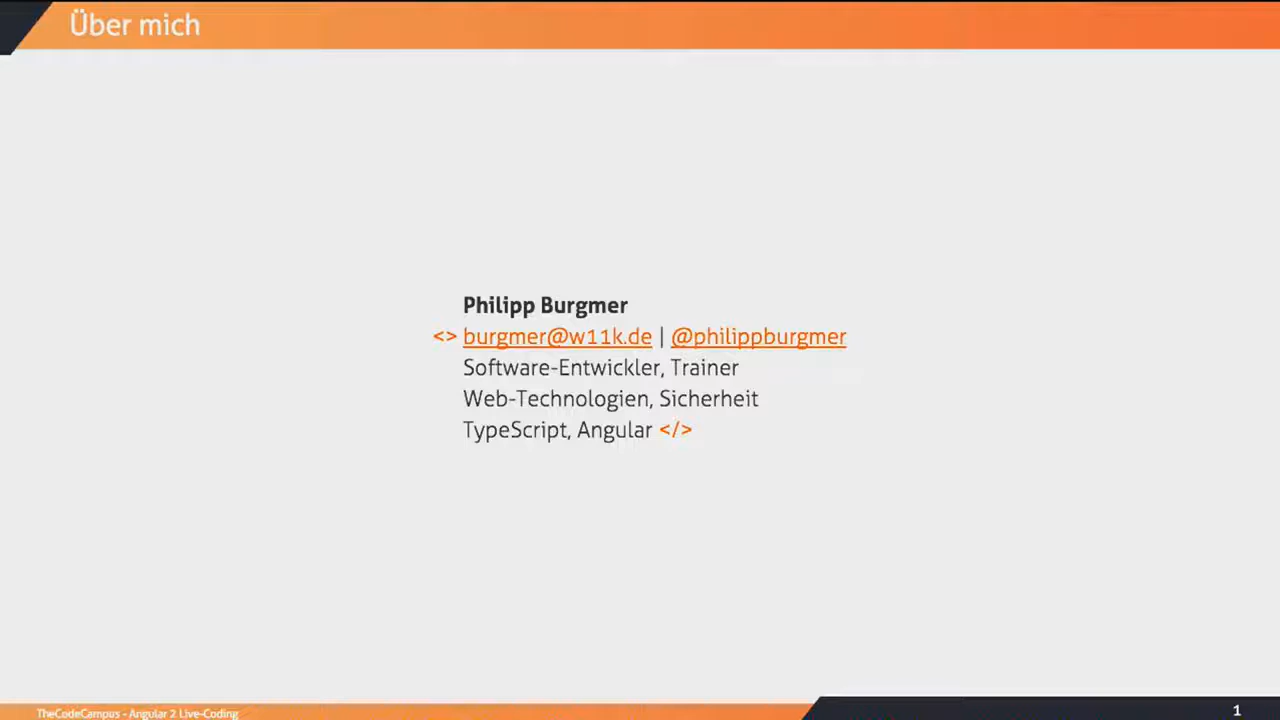 Über mich
Philipp Burgmer
<> burgmer@w11k.de | @philippburgmer
Software-Entwickler, Trainer
Web-Technologien, Sicherheit
TypeScript, Angular </>
TheCodeCampus - Angular 2 Live-Coding
1